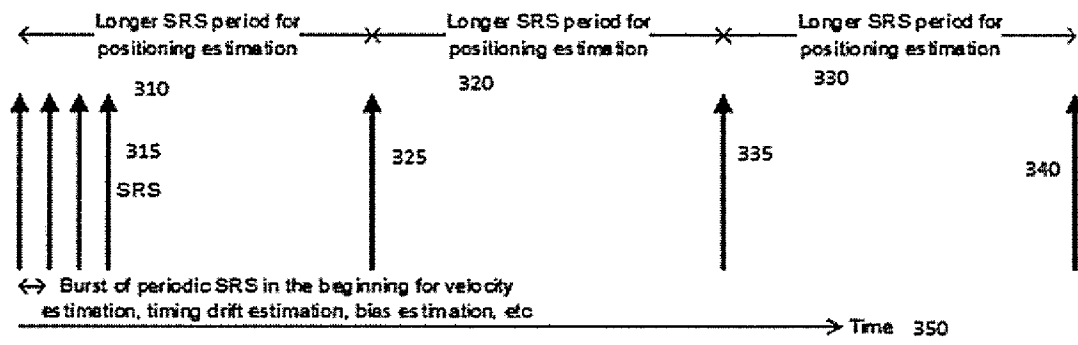 Longer SRS period for positioning estimation
Longer SRS period for positioning estimation
Longer SRS period for positioning estimation
310
320
330
315
SRS
325
335
340
Burst of periodic SRS in the beginning for velocity
estimation, timing drift estimation, bias estimation, etc
Time 350